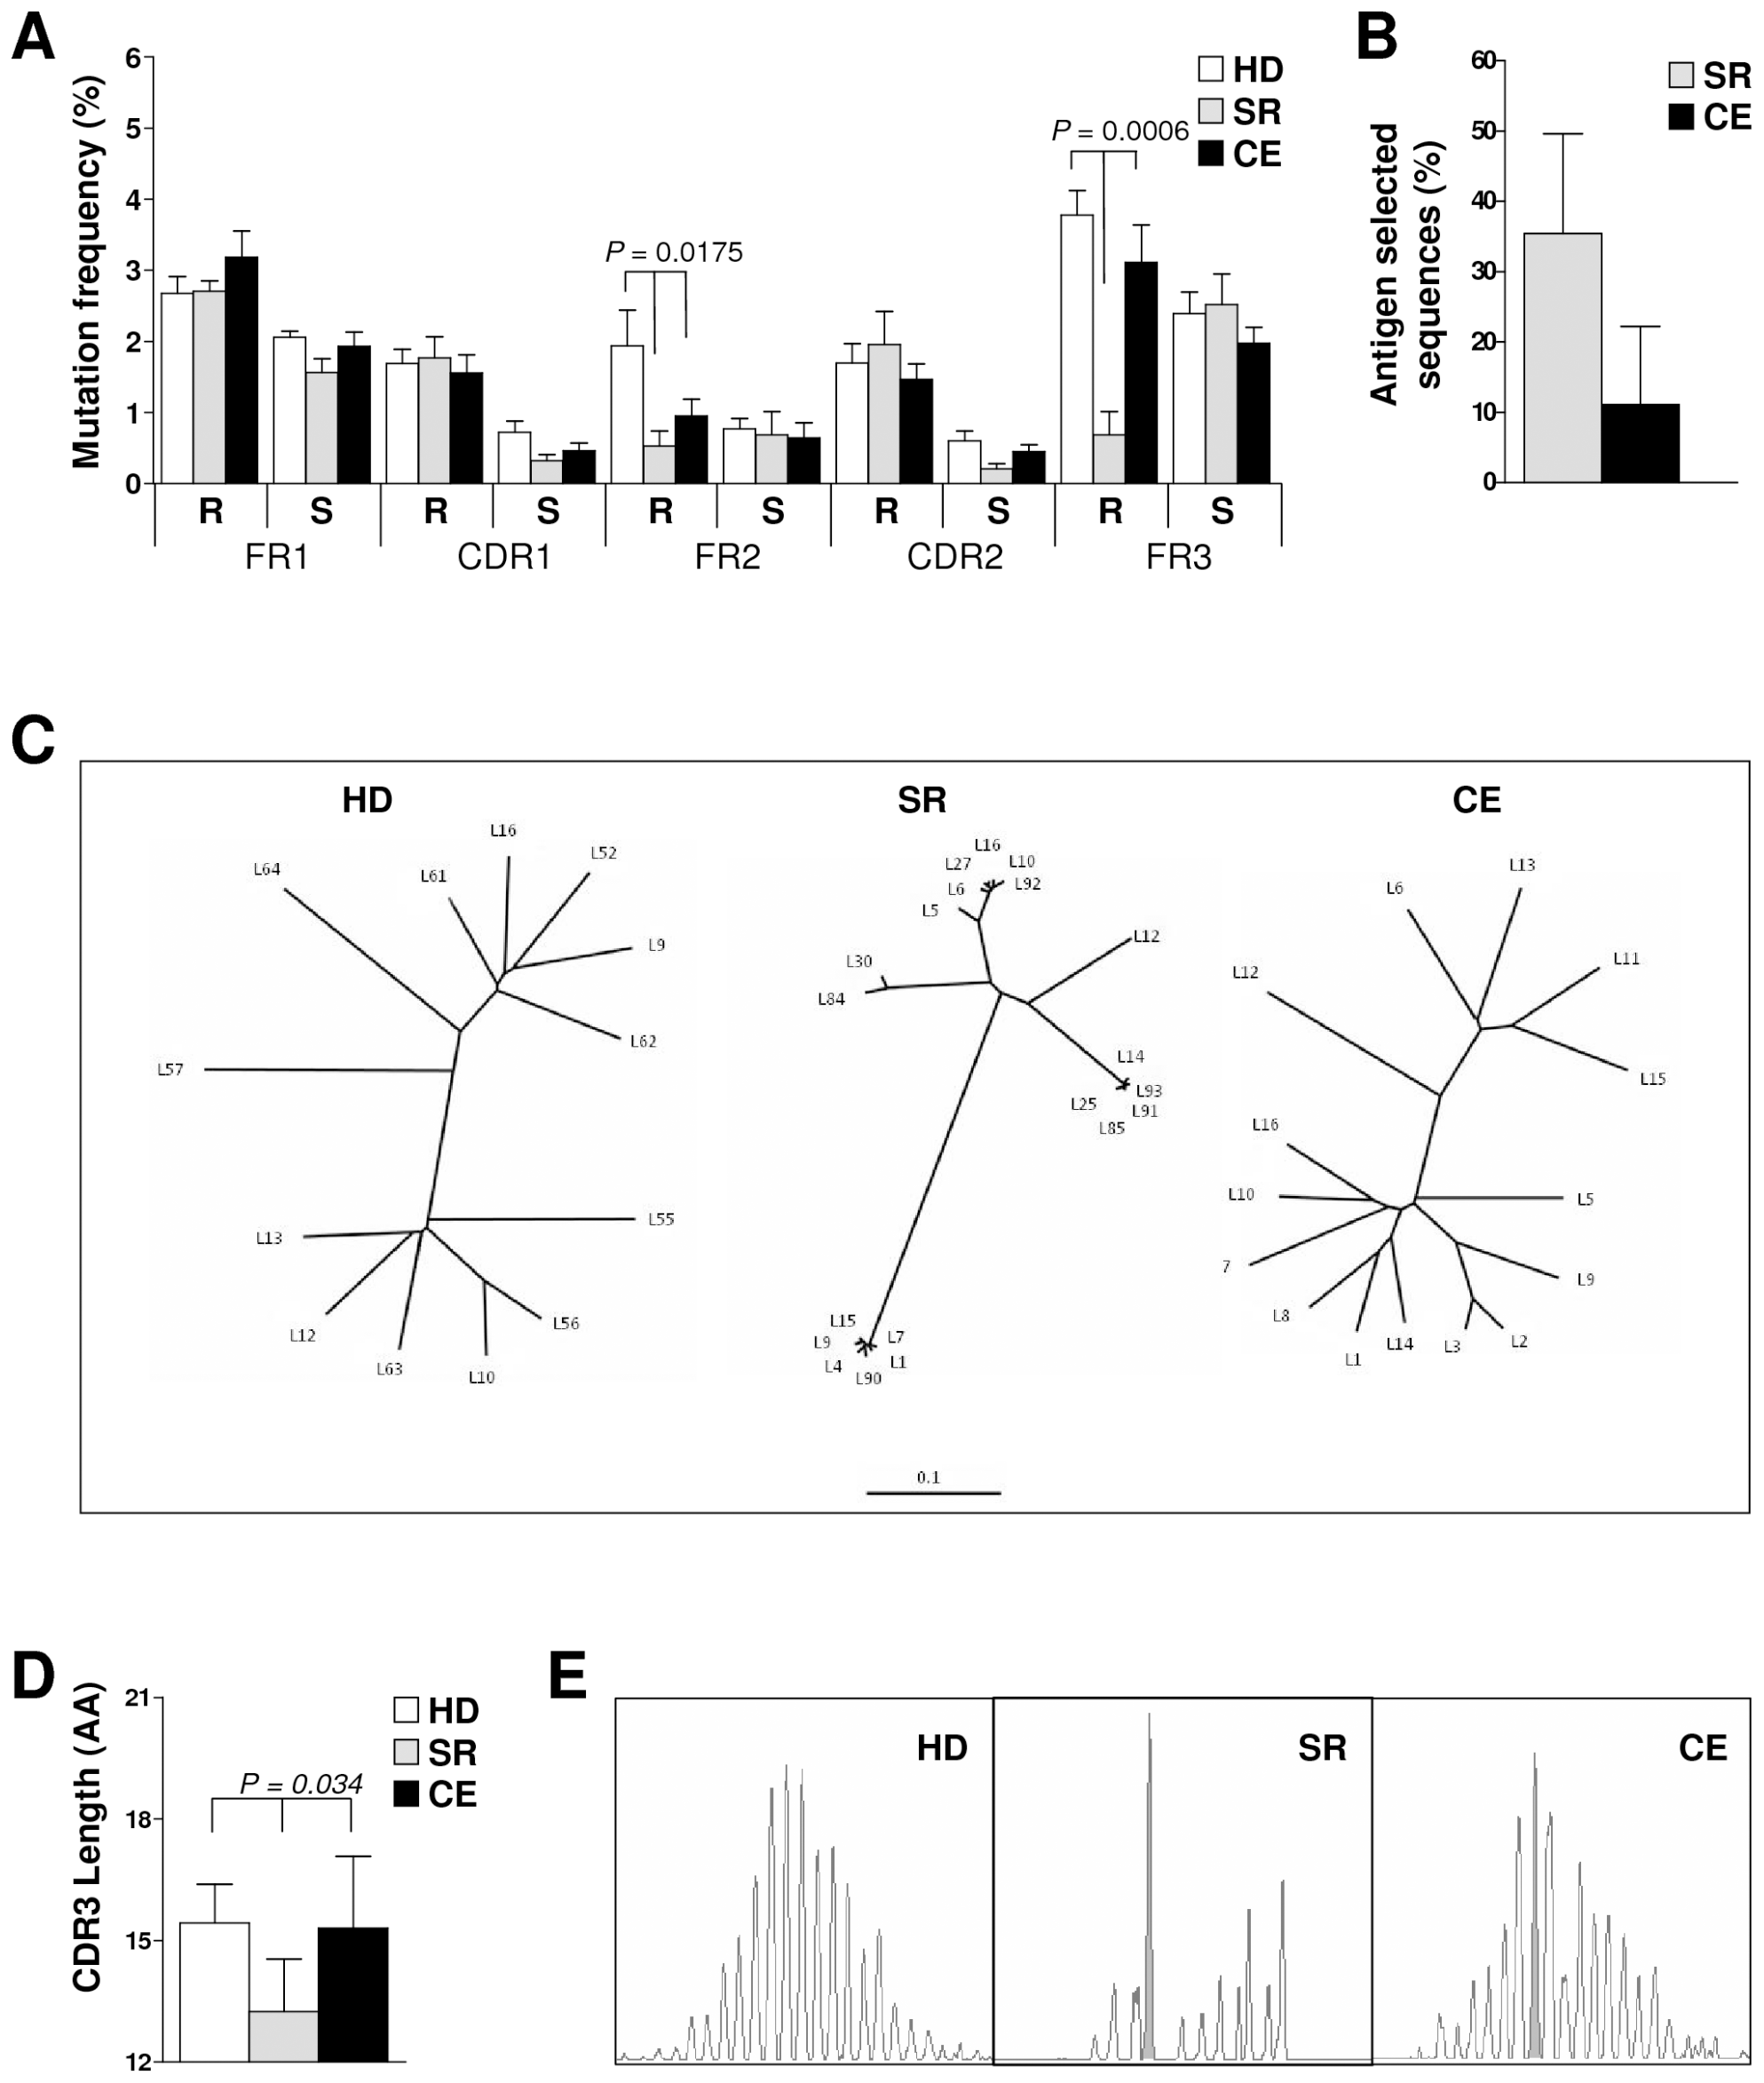 A
Mutation frequency (%)
6
5
4
3
2
1
0
P = 0.0175
P = 0.0006
HD
SR
CE
R S R S R S R S R S
FR1 CDR1 FR2 CDR2 FR3
B
Antigen selected
sequences (%)
60
50
40
30
20
10
0
SR
CE
C
HD
L64
L61
L16
L52
L9
L62
L57
L55
L13
L12
L63
L10
L56
SR
L16
L27
L10
L6
L92
L5
L12
L30
L84
L14
L93
L25
L91
L85
L15
L9
L7
L4
L1
L90
CE
L13
L6
L11
L12
L15
L16
L10
L5
7
L9
L8
L1
L14
L3
L2
0.1
D
CDR3 Length (AA)
21
18
15
12
P = 0.034
HD
SR
CE
E
HD
SR
CE